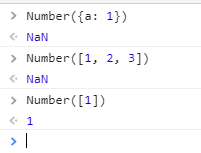 > Number({a: 1})
< NaN
> Number([1, 2, 3])
< NaN
> Number([1])
< 1
>